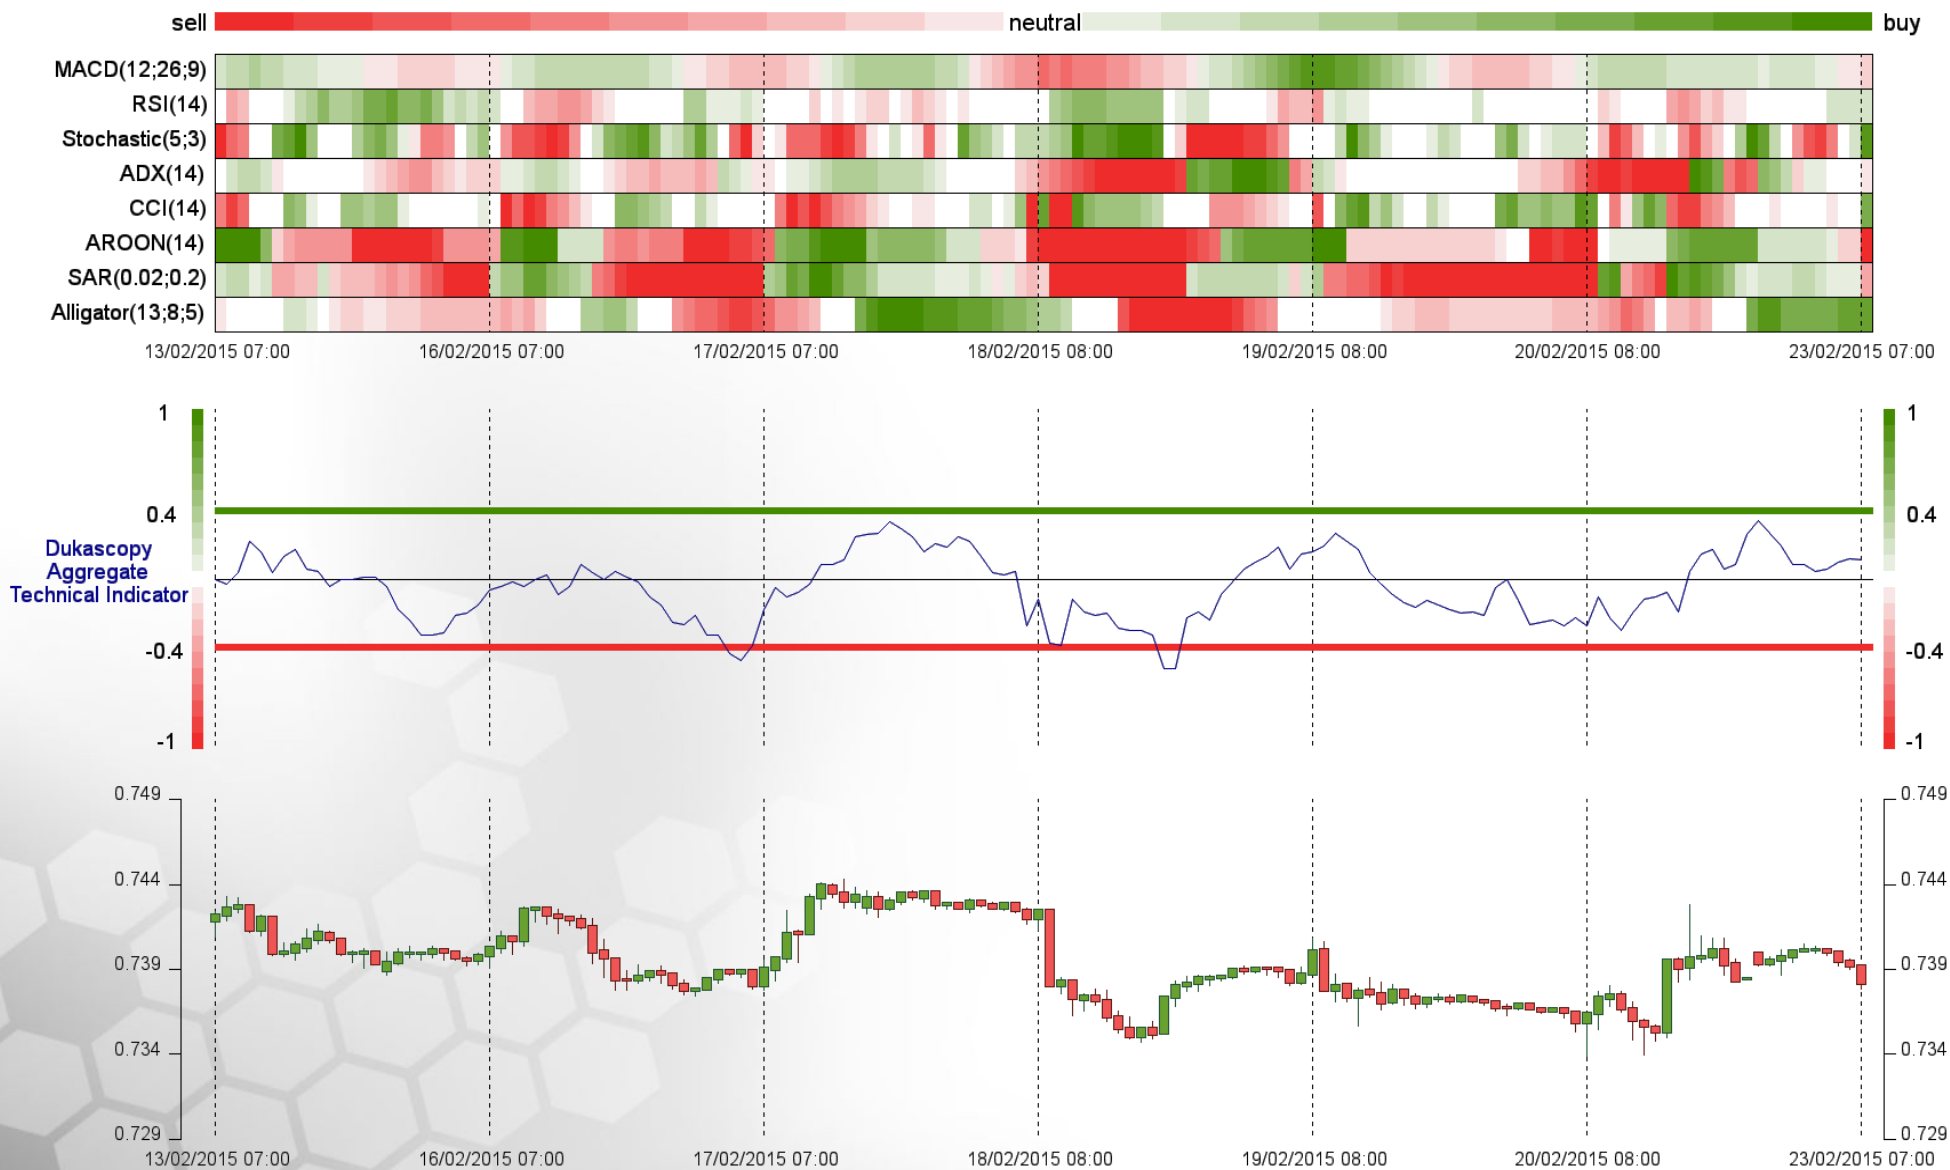 sell neutral buy
MACD(12;26;9)
RSI(14)
Stochastic(5;3)
ADX(14)
CCI(14)
AROON(14)
SAR(0.02;0.2)
Alligator(13;8;5)
13/02/2015 07:00 16/02/2015 07:00 17/02/2015 07:00 18/02/2015 08:00 19/02/2015 08:00 20/02/2015 08:00 23/02/2015 07:00
1 1
0.4 0.4
Dukascopy
Aggregate
Technical Indicator
-0.4 -0.4
-1 -1
0.749 0.749
0.744 0.744
0.739 0.739
0.734 0.734
0.729 0.729
13/02/2015 07:00 16/02/2015 07:00 17/02/2015 07:00 18/02/2015 08:00 19/02/2015 08:00 20/02/2015 08:00 23/02/2015 07:00